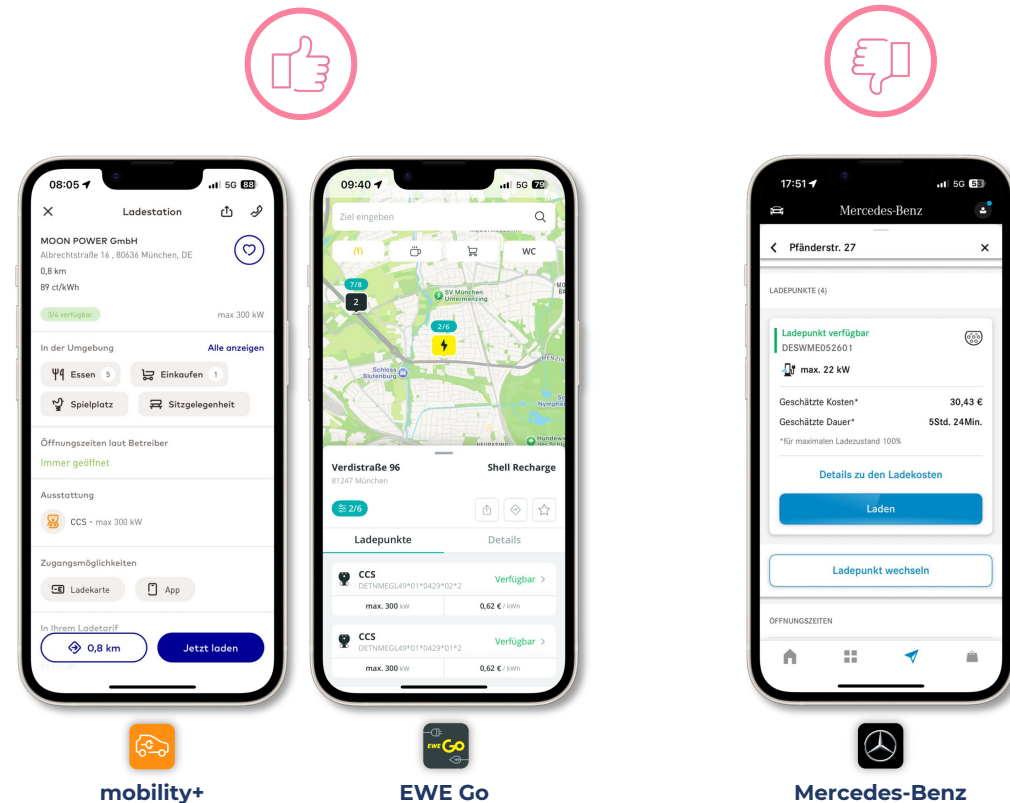 08:05
5G 88
Ladestation
MOON POWER GmbH
Albrechtstraße 16 , 80636 München, DE
0,8 km
89 ct/kWh
3/4 verfügbar
max 300 kW
In der Umgebung
Alle anzeigen
Essen 5
Einkaufen 1
Spielplatz
Sitzgelegenheit
Öffnungszeiten laut Betreiber
Immer geöffnet
Ausstattung
CCS • max 300 kW
Zugangsmöglichkeiten
Ladekarte
App
In Ihrem Ladetarif
0,8 km
Jetzt laden
mobility+
09:40
5G 79
Ziel eingeben
WC
7/8
2
SV München
Untermenzing
2/6
Schloss
Blutenburg
Verdistraße 96
Shell Recharge
81247 München
2/6
Ladepunkte
Details
CCS
Verfügbar >
DETNMEGL49*01*0429*02*2
max. 300 kW
0,62 € / kWh
CCS
Verfügbar >
DETNMEGL49*01*0429*01*2
max. 300 kW
0,62 € / kWh
EWE Go
EWE Go
17:51
5G
Mercedes-Benz
Pfänderstr. 27
LADEPUNKTE (4)
Ladepunkt verfügbar
DESWME052601
max. 22 kW
Geschätzte Kosten* 30,43 €
Geschätzte Dauer* 5Std. 24Min.
*für maximalen Ladezustand 100%
Details zu den Ladekosten
Laden
Ladepunkt wechseln
ÖFFNUNGSZEITEN
Mercedes-Benz